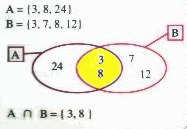 A = {3, 8, 24}
B = {3, 7, 8, 12}
B
A
3
7
24
8
12
A ∩ B = {3, 8}